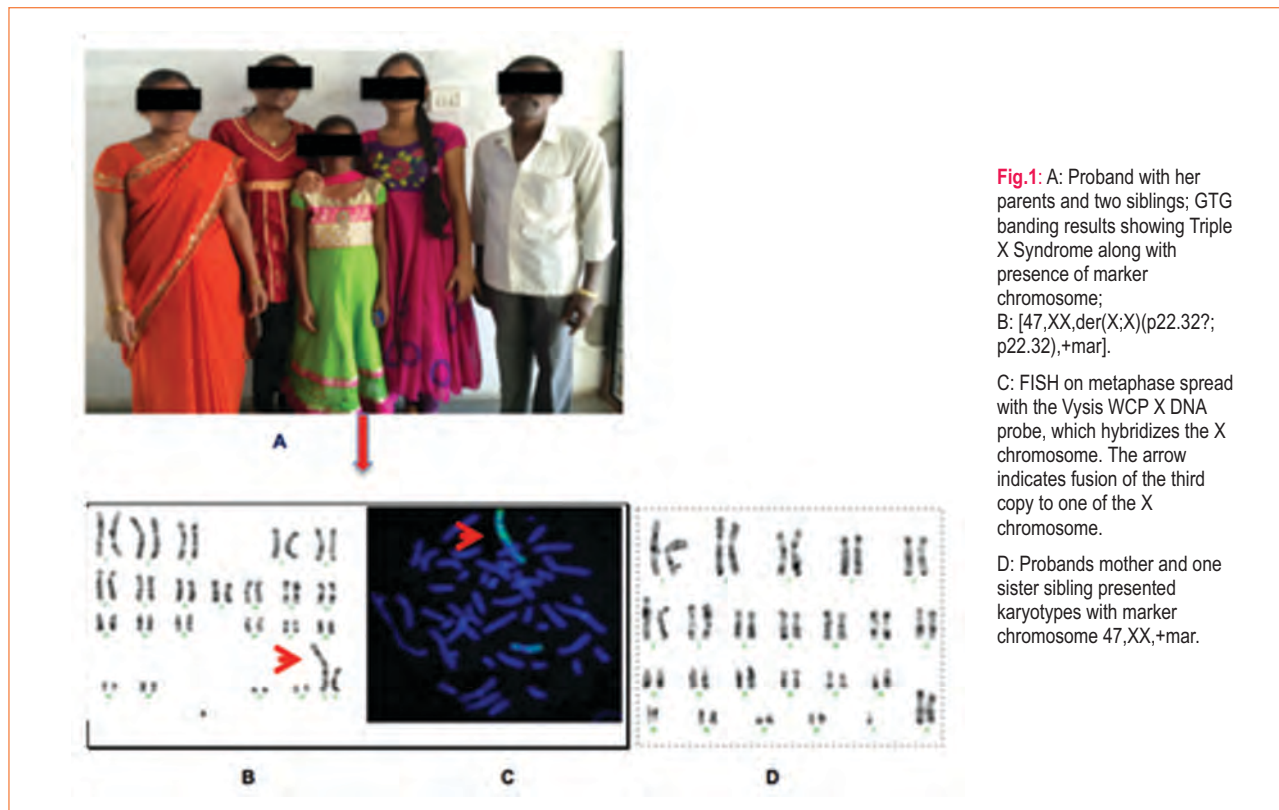 A
B
C
D
Fig.1: A: Proband with her
parents and two siblings; GTG
banding results showing Triple
X Syndrome along with
presence of marker
chromosome;
B: [47,XX,der(X;X)(p22.32?;
p22.32),+mar].
C: FISH on metaphase spread
with the Vysis WCP X DNA
probe, which hybridizes the X
chromosome. The arrow
indicates fusion of the third
copy to one of the X
chromosome.
D: Probands mother and one
sister sibling presented
karyotypes with marker
chromosome 47,XX,+mar.